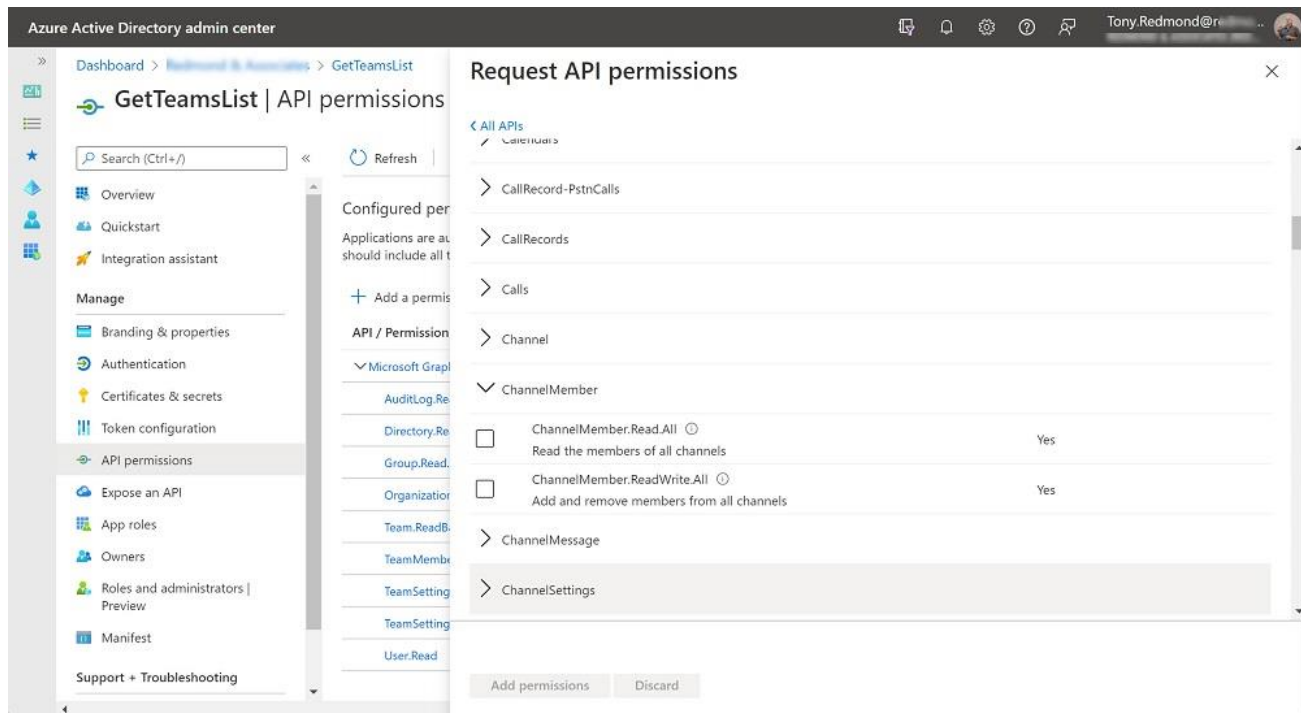 Azure Active Directory admin center
Tony.Redmond@re
Dashboard >
> GetTeamsList
GetTeamsList | API permissions
Search (Ctrl+/)
Overview
Quickstart
Integration assistant
Manage
Branding & properties
Authentication
Certificates & secrets
Token configuration
API permissions
Expose an API
App roles
Owners
Roles and administrators |
Preview
Manifest
Support + Troubleshooting
Refresh
Configured per
Applications are au
should include all t
Add a permis
API / Permission
Microsoft Grap
AuditLog.Re
Directory.Re
Group.Read.
Organization
Team.ReadB
TeamMembe
TeamSetting
TeamSetting
User.Read
Request API permissions
All APIs
Calendars
CallRecord-PstnCalls
CallRecords
Calls
Channel
ChannelMember
ChannelMember.Read.All
Read the members of all channels
Yes
ChannelMember.ReadWrite.All
Add and remove members from all channels
Yes
ChannelMessage
ChannelSettings
Add permissions
Discard